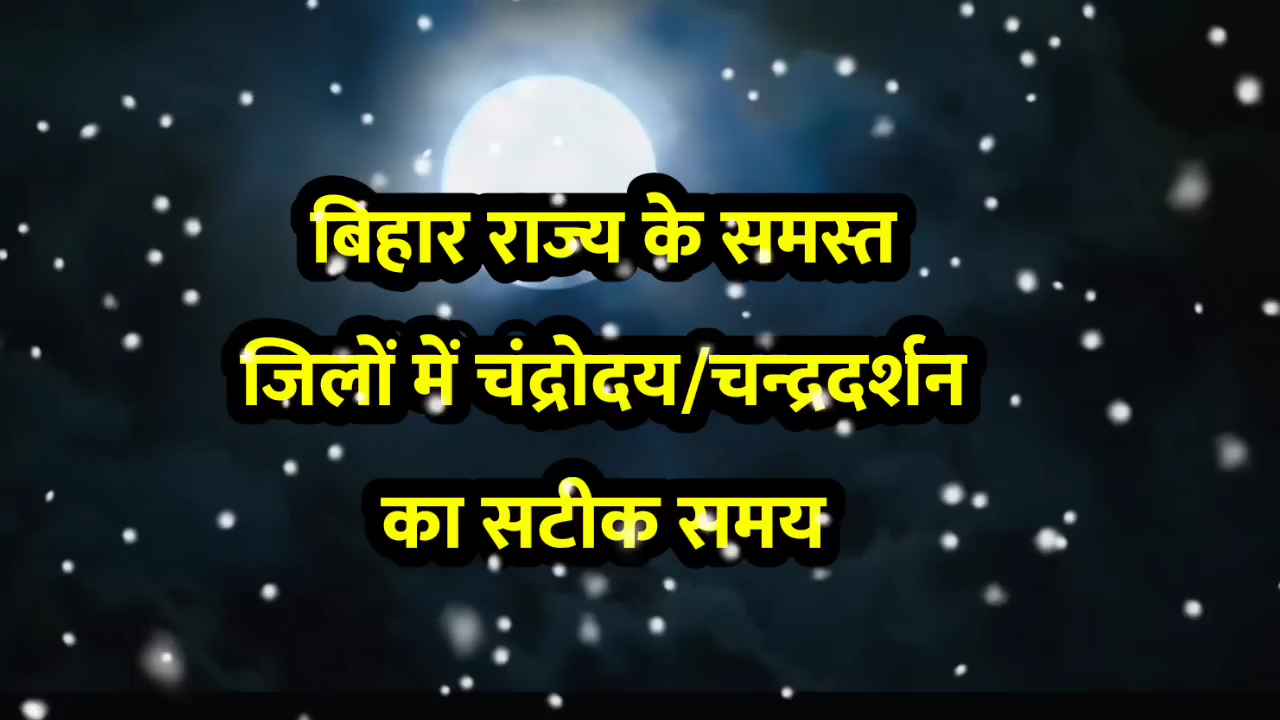 बिहार राज्य के समस्त
जिलों में चंद्रोदय/चन्द्रदर्शन
का सटीक समय